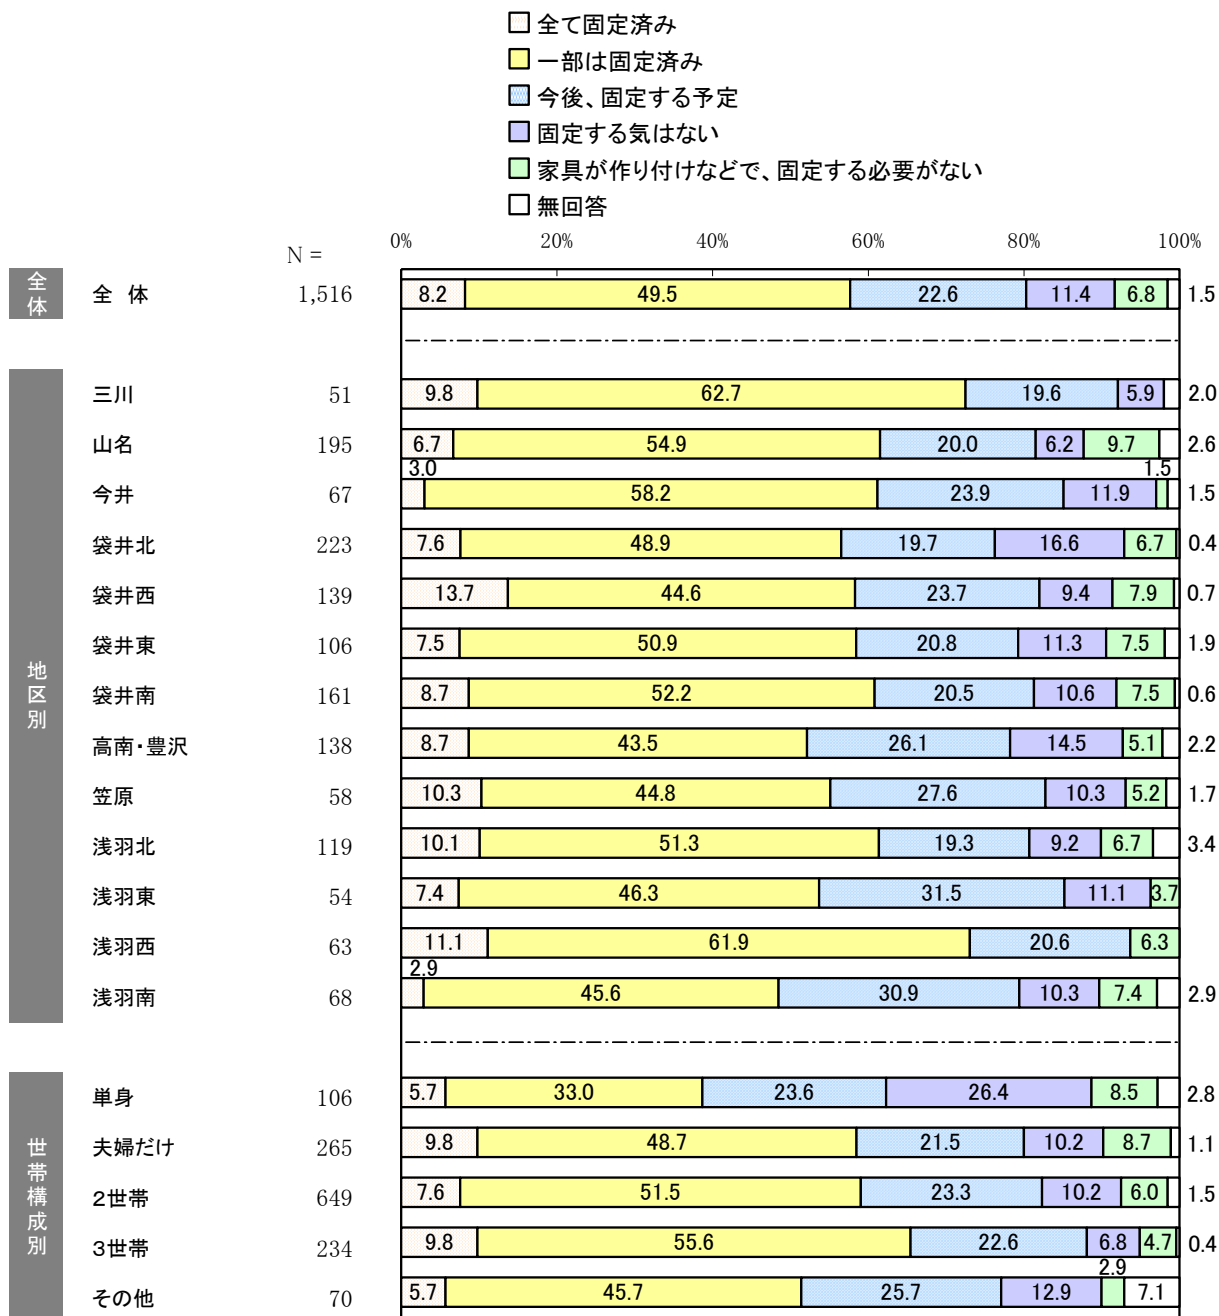 全て固定済み
一部は固定済み
今後、固定する予定
固定する気はない
家具が作り付けなどで、固定する必要がない
無回答
N =
0% 20% 40% 60% 80% 100%
全体
全 体 1,516 8.2 49.5 22.6 11.4 6.8 1.5
地区別
三川 51 9.8 62.7 19.6 5.9 2.0
山名 195 6.7 54.9 20.0 6.2 9.7 2.6
3.0 1.5
今井 67 58.2 23.9 11.9 1.5
袋井北 223 7.6 48.9 19.7 16.6 6.7 0.4
袋井西 139 13.7 44.6 23.7 9.4 7.9 0.7
袋井東 106 7.5 50.9 20.8 11.3 7.5 1.9
袋井南 161 8.7 52.2 20.5 10.6 7.5 0.6
高南・豊沢 138 8.7 43.5 26.1 14.5 5.1 2.2
笠原 58 10.3 44.8 27.6 10.3 5.2 1.7
浅羽北 119 10.1 51.3 19.3 9.2 6.7 3.4
浅羽東 54 7.4 46.3 31.5 11.1 3.7
浅羽西 63 11.1 61.9 20.6 6.3
2.9
浅羽南 68 45.6 30.9 10.3 7.4 2.9
世帯構成別
単身 106 5.7 33.0 23.6 26.4 8.5 2.8
夫婦だけ 265 9.8 48.7 21.5 10.2 8.7 1.1
2世帯 649 7.6 51.5 23.3 10.2 6.0 1.5
3世帯 234 9.8 55.6 22.6 6.8 4.7 0.4
2.9
その他 70 5.7 45.7 25.7 12.9 7.1